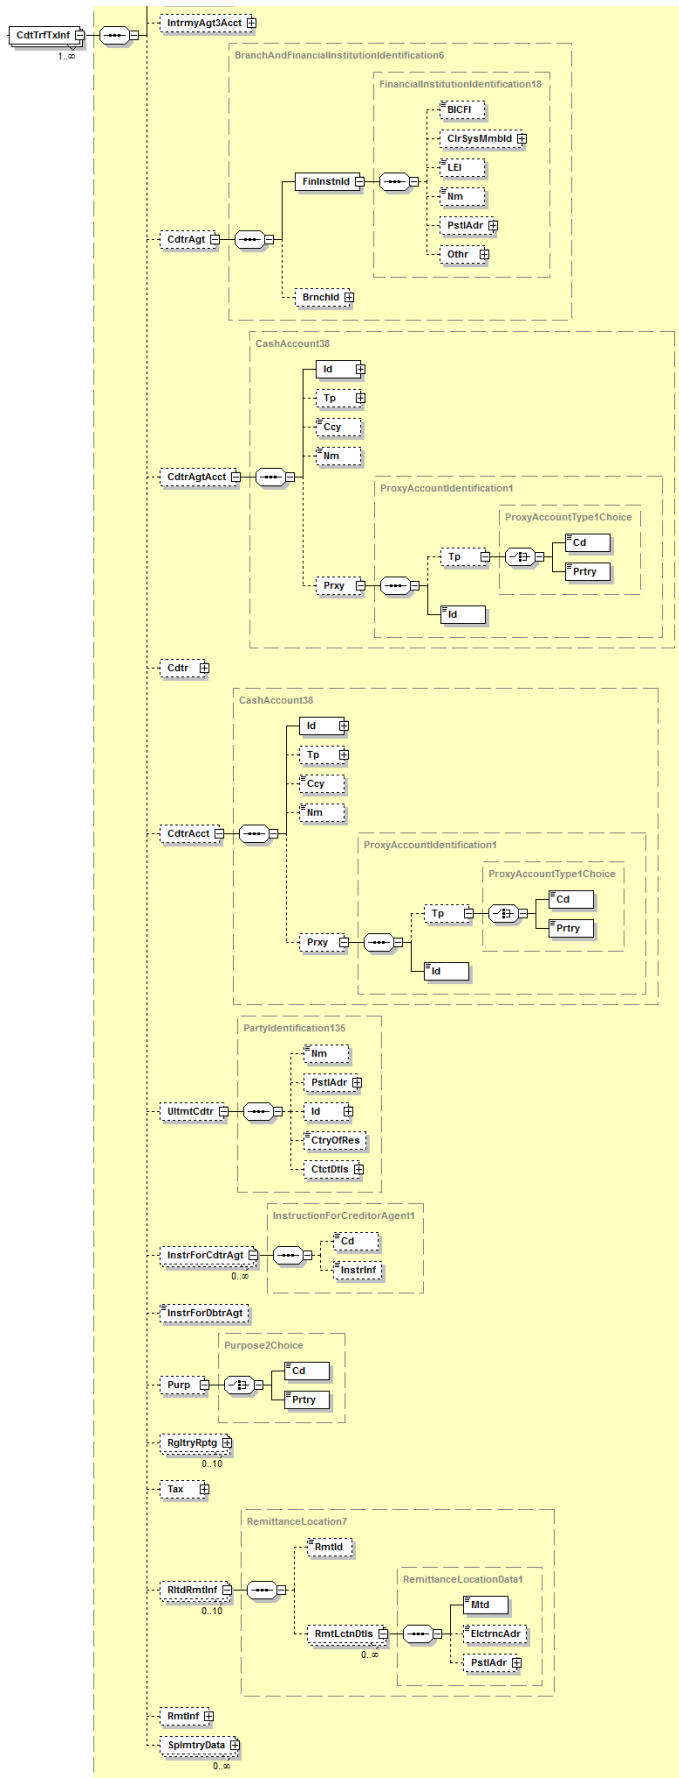 IntrmyAgt3Acct
CdtTrfTxInf
1..∞
BranchAndFinancialInstitutionIdentification6
FinancialInstitutionIdentification18
BICFI
ClrSysMmbId
LEI
FinInstnId
Nm
PstlAdr
CdtrAgt
Othr
BrnchId
CashAccount38
Id
Tp
Ccy
Nm
CdtrAgtAcct
ProxyAccountIdentification1
ProxyAccountType1Choice
Cd
Tp
Prtry
Prxy
Id
Cdtr
CashAccount38
Id
Tp
Ccy
Nm
CdtrAcct
ProxyAccountIdentification1
ProxyAccountType1Choice
Cd
Tp
Prtry
Prxy
Id
PartyIdentification135
Nm
PstlAdr
UltmtCdtr
Id
CtryOfRes
CtctDtls
InstructionForCreditorAgent1
Cd
InstrForCdtrAgt
0..∞
InstrInf
InstrForDbtrAgt
Purpose2Choice
Cd
Purp
Prtry
RgltryRptg
0..10
Tax
RemittanceLocation7
RmtId
RemittanceLocationData1
RltdRmtInf
0..10
Mtd
RmtLctnDtls
0..∞
ElctrncAdr
PstlAdr
RmtInf
SplmtryData
0..∞